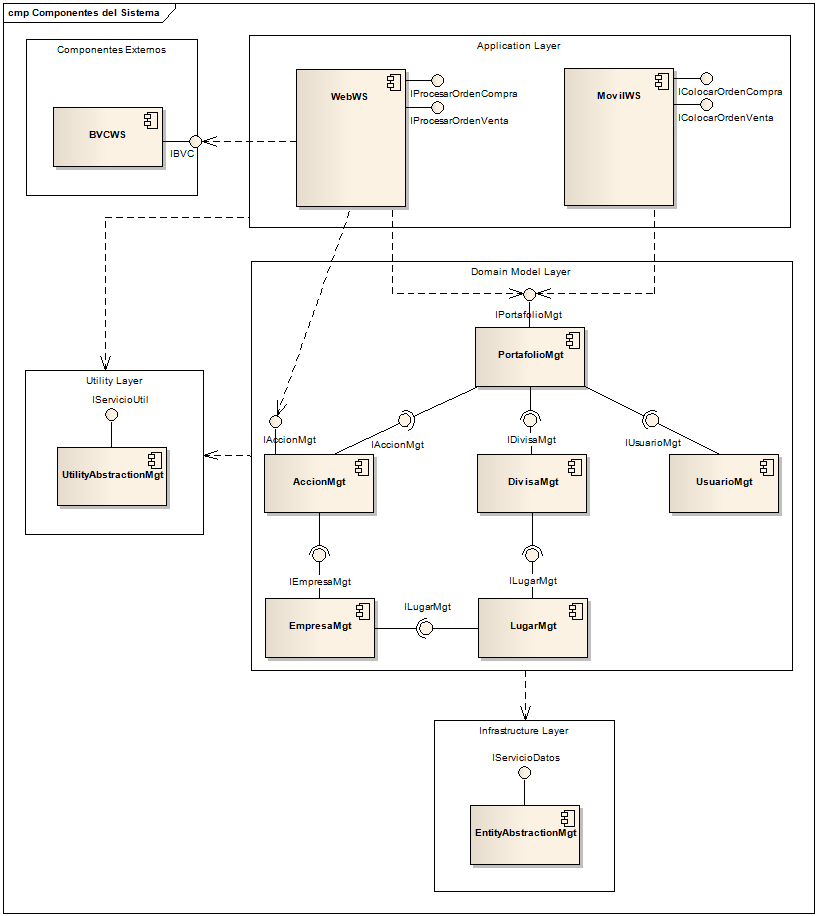 cmp Componentes del Sistema
Componentes Externos
Application Layer
WebWS
MovilWS
IProcesarOrdenCompra
IColocarOrdenCompra
IProcesarOrdenVenta
IColocarOrdenVenta
BVCWS
IBVC
Domain Model Layer
IPortafolioMgt
PortafolioMgt
Utility Layer
IServicioUtil
UtilityAbstractionMgt
IAccionMgt
IAccionMgt
IDivisaMgt
IUsuarioMgt
AccionMgt
DivisaMgt
UsuarioMgt
IEmpresaMgt
ILugarMgt
ILugarMgt
EmpresaMgt
LugarMgt
Infrastructure Layer
IServicioDatos
EntityAbstractionMgt